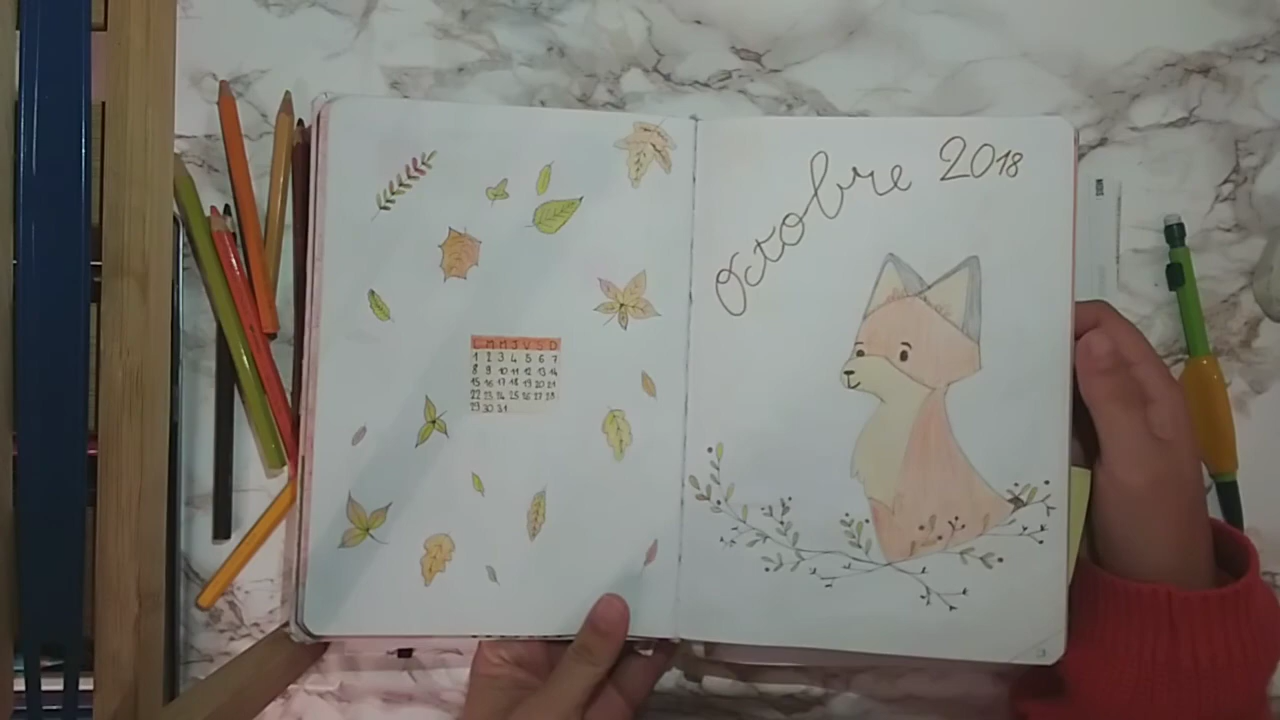 L M M J V S D
1 2 3 4 5 6 7
8 9 10 11 12 13 14
15 16 17 18 19 20 21
22 23 24 25 26 27 28
29 30 31
Octobre 2018